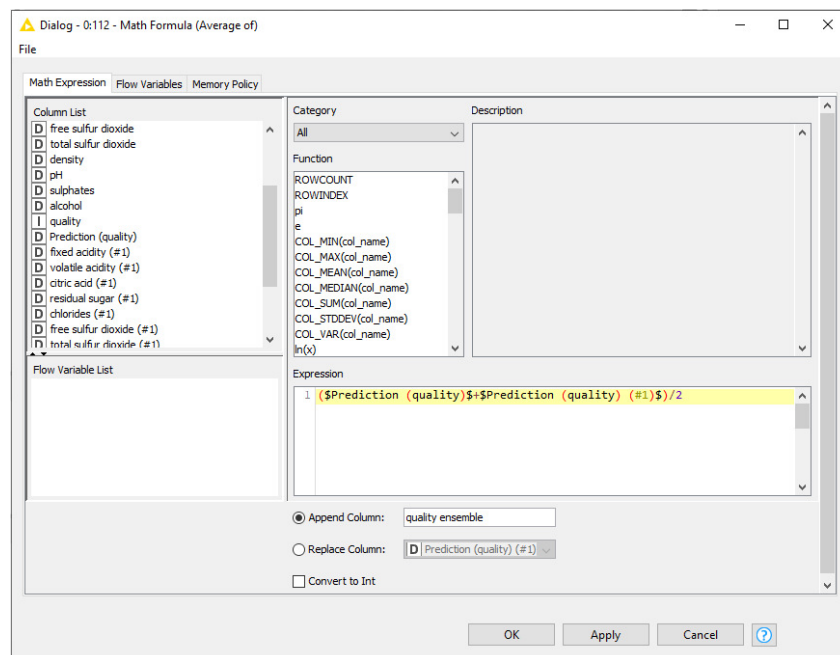 Dialog - 0:112 - Math Formula (Average of)
File
Math Expression Flow Variables Memory Policy
Column List
D free sulfur dioxide
D total sulfur dioxide
D density
D pH
D sulphates
D alcohol
I quality
D Prediction (quality)
D fixed acidity (#1)
D volatile acidity (#1)
D citric acid (#1)
D residual sugar (#1)
D chlorides (#1)
D free sulfur dioxide (#1)
D total sulfur dioxide (#1)
Flow Variable List
Category
All
Function
ROWCOUNT
ROWINDEX
pi
e
COL_MIN(col_name)
COL_MAX(col_name)
COL_MEAN(col_name)
COL_MEDIAN(col_name)
COL_SUM(col_name)
COL_STDDEV(col_name)
COL_VAR(col_name)
ln(x)
Description
Expression
1 ($Prediction (quality)$+$Prediction (quality) (#1)$)/2
Append Column: quality ensemble
Replace Column: D Prediction (quality) (#1)
Convert to Int
OK Apply Cancel ?